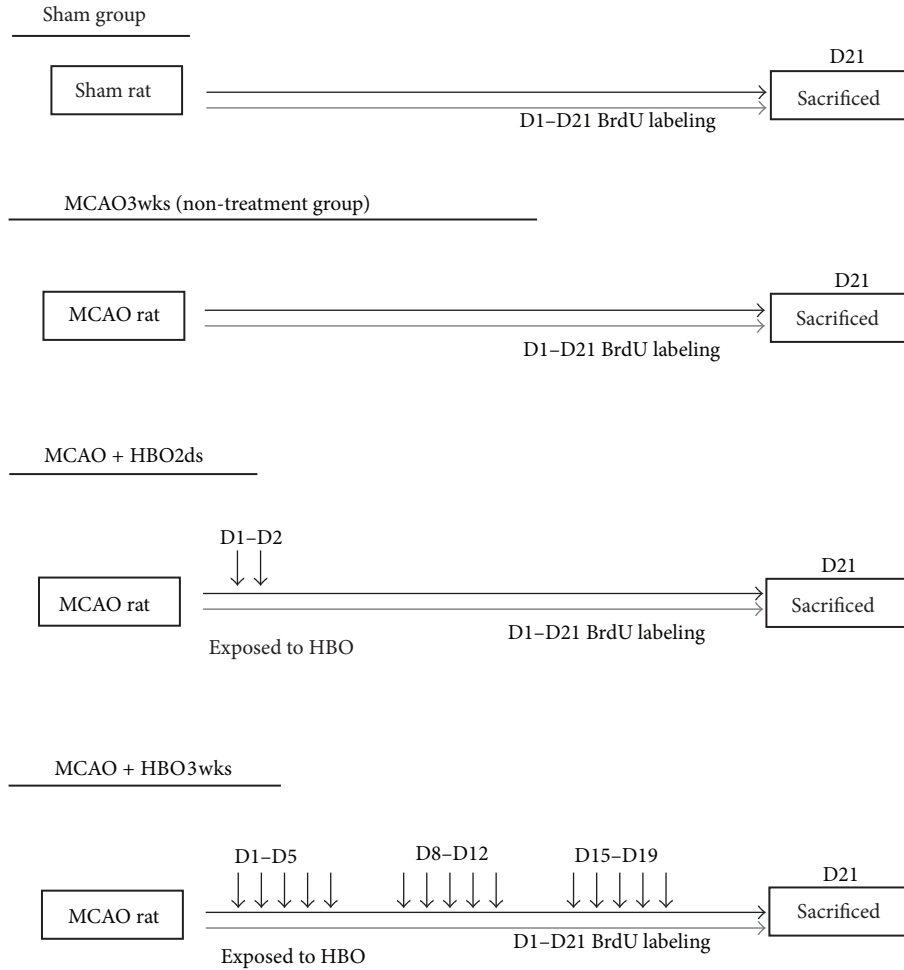 Sham group
D21
Sham rat
Sacrificed
D1–D21 BrdU labeling
MCAO3wks (non-treatment group)
D21
MCAO rat
Sacrificed
D1–D21 BrdU labeling
MCAO + HBO2ds
D1–D2
D21
MCAO rat
Sacrificed
D1–D21 BrdU labeling
Exposed to HBO
MCAO + HBO3wks
D1–D5
D8–D12
D15–D19
D21
MCAO rat
Sacrificed
D1–D21 BrdU labeling
Exposed to HBO